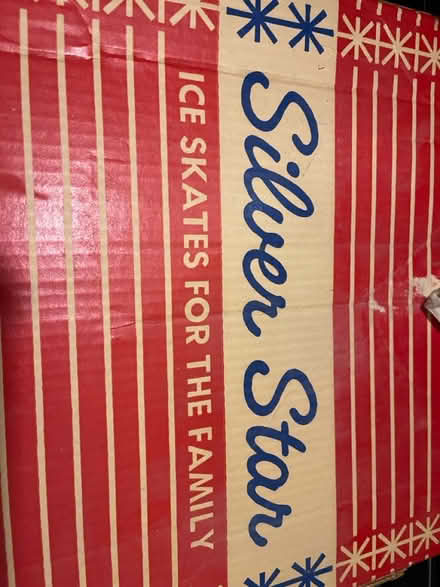 Silver Star
ICE SKATES FOR THE FAMILY